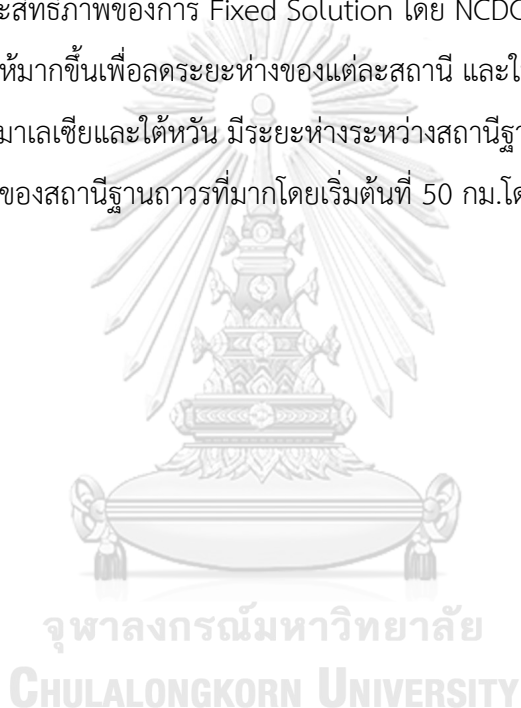 ะสิทธิภาพของการ Fixed Solution โดย NCDC
ห้มากขึ้นเพื่อลดระยะห่างของแต่ละสถานี และใ
มาเลเซียและใต้หวัน มีระยะห่างระหว่างสถานีฐา
ของสถานีฐานถาวรที่มากโดยเริ่มต้นที่ 50 กม.โด
จุฬาลงกรณ์มหาวิทยาลัย
CHULALONGKORN UNIVERSITY